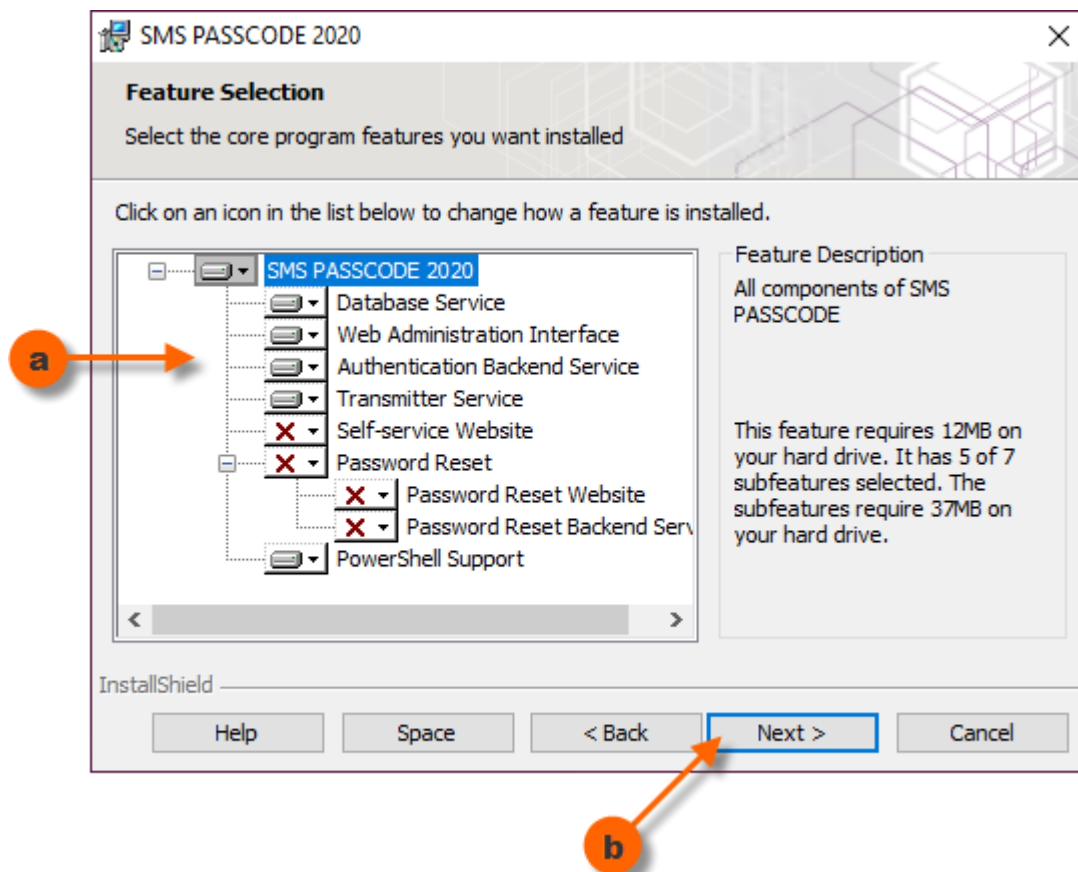 SMS PASSCODE 2020
Feature Selection
Select the core program features you want installed
Click on an icon in the list below to change how a feature is installed.
SMS PASSCODE 2020
Database Service
Web Administration Interface
Authentication Backend Service
Transmitter Service
Self-service Website
Password Reset
Password Reset Website
Password Reset Backend Serv
PowerShell Support
Feature Description
All components of SMS
PASSCODE
This feature requires 12MB on
your hard drive. It has 5 of 7
subfeatures selected. The
subfeatures require 37MB on
your hard drive.
a
InstallShield
Help
Space
< Back
Next >
Cancel
b